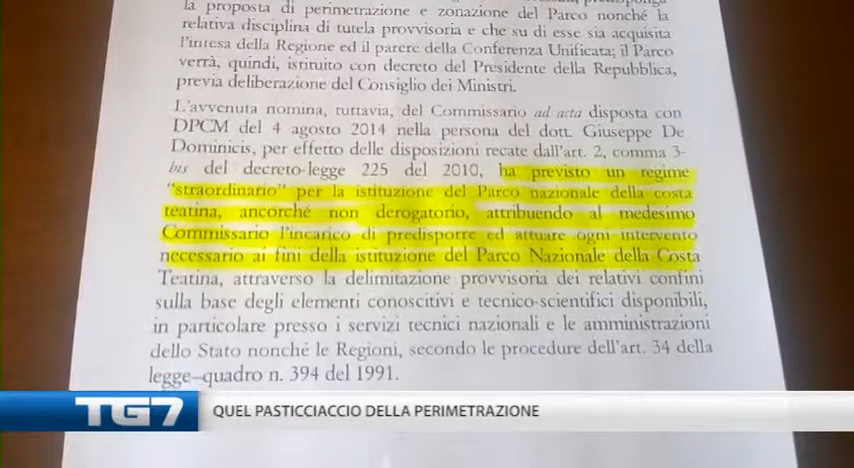 la proposta di perimetrazione e zonazione del Parco nonché la
relativa disciplina di tutela provvisoria e che su di esse sia acquisita
l'intesa della Regione ed il parere della Conferenza Unificata; il Parco
verrà, quindi, istituito con decreto del Presidente della Repubblica,
previa deliberazione del Consiglio dei Ministri.
L'avvenuta nomina, tuttavia, del Commissario ad acta disposta con
DPCM del 4 agosto 2014 nella persona del dott. Giuseppe De
Dominicis, per effetto delle disposizioni recate dall'art. 2, comma 3-
bis del decreto-legge 225 del 2010, ha previsto un regime
"straordinario" per la istituzione del Parco nazionale della costa
teatina, ancorché non derogatorio, attribuendo al medesimo
Commissario l'incarico di predisporre ed attuare ogni intervento
necessario ai fini della istituzione del Parco Nazionale della Costa
Teatina, attraverso la delimitazione provvisoria dei relativi confini
sulla base degli elementi conoscitivi e tecnico-scientifici disponibili,
in particolare presso i servizi tecnici nazionali e le amministrazioni
dello Stato nonché le Regioni, secondo le procedure dell'art. 34 della
legge–quadro n. 394 del 1991.
TG7 QUEL PASTICCIACCIO DELLA PERIMETRAZIONE